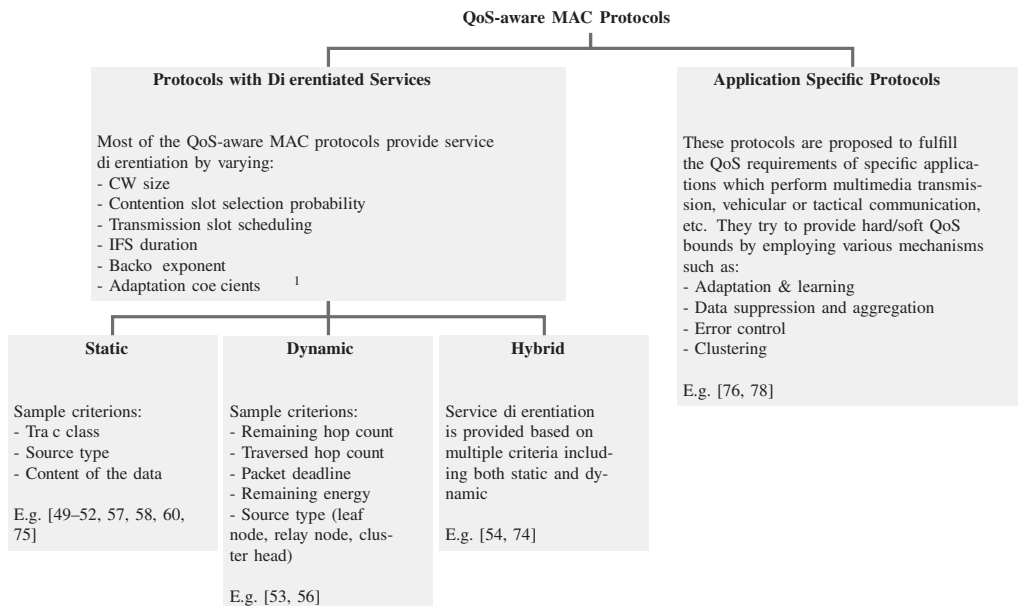 QoS-aware MAC Protocols
Protocols with Di erentiated Services
Most of the QoS-aware MAC protocols provide service
di erentiation by varying:
- CW size
- Contention slot selection probability
- Transmission slot scheduling
- IFS duration
- Backo exponent
- Adaptation coe cients 1
Application Specific Protocols
These protocols are proposed to fulfill
the QoS requirements of specific applica-
tions which perform multimedia transmis-
sion, vehicular or tactical communication,
etc. They try to provide hard/soft QoS
bounds by employing various mechanisms
such as:
- Adaptation & learning
- Data suppression and aggregation
- Error control
- Clustering
E.g. [76, 78]
Static
Sample criterions:
- Tra c class
- Source type
- Content of the data
E.g. [49–52, 57, 58, 60,
75]
Dynamic
Sample criterions:
- Remaining hop count
- Traversed hop count
- Packet deadline
- Remaining energy
- Source type (leaf
node, relay node, clus-
ter head)
E.g. [53, 56]
Hybrid
Service di erentiation
is provided based on
multiple criteria includ-
ing both static and dy-
namic
E.g. [54, 74]